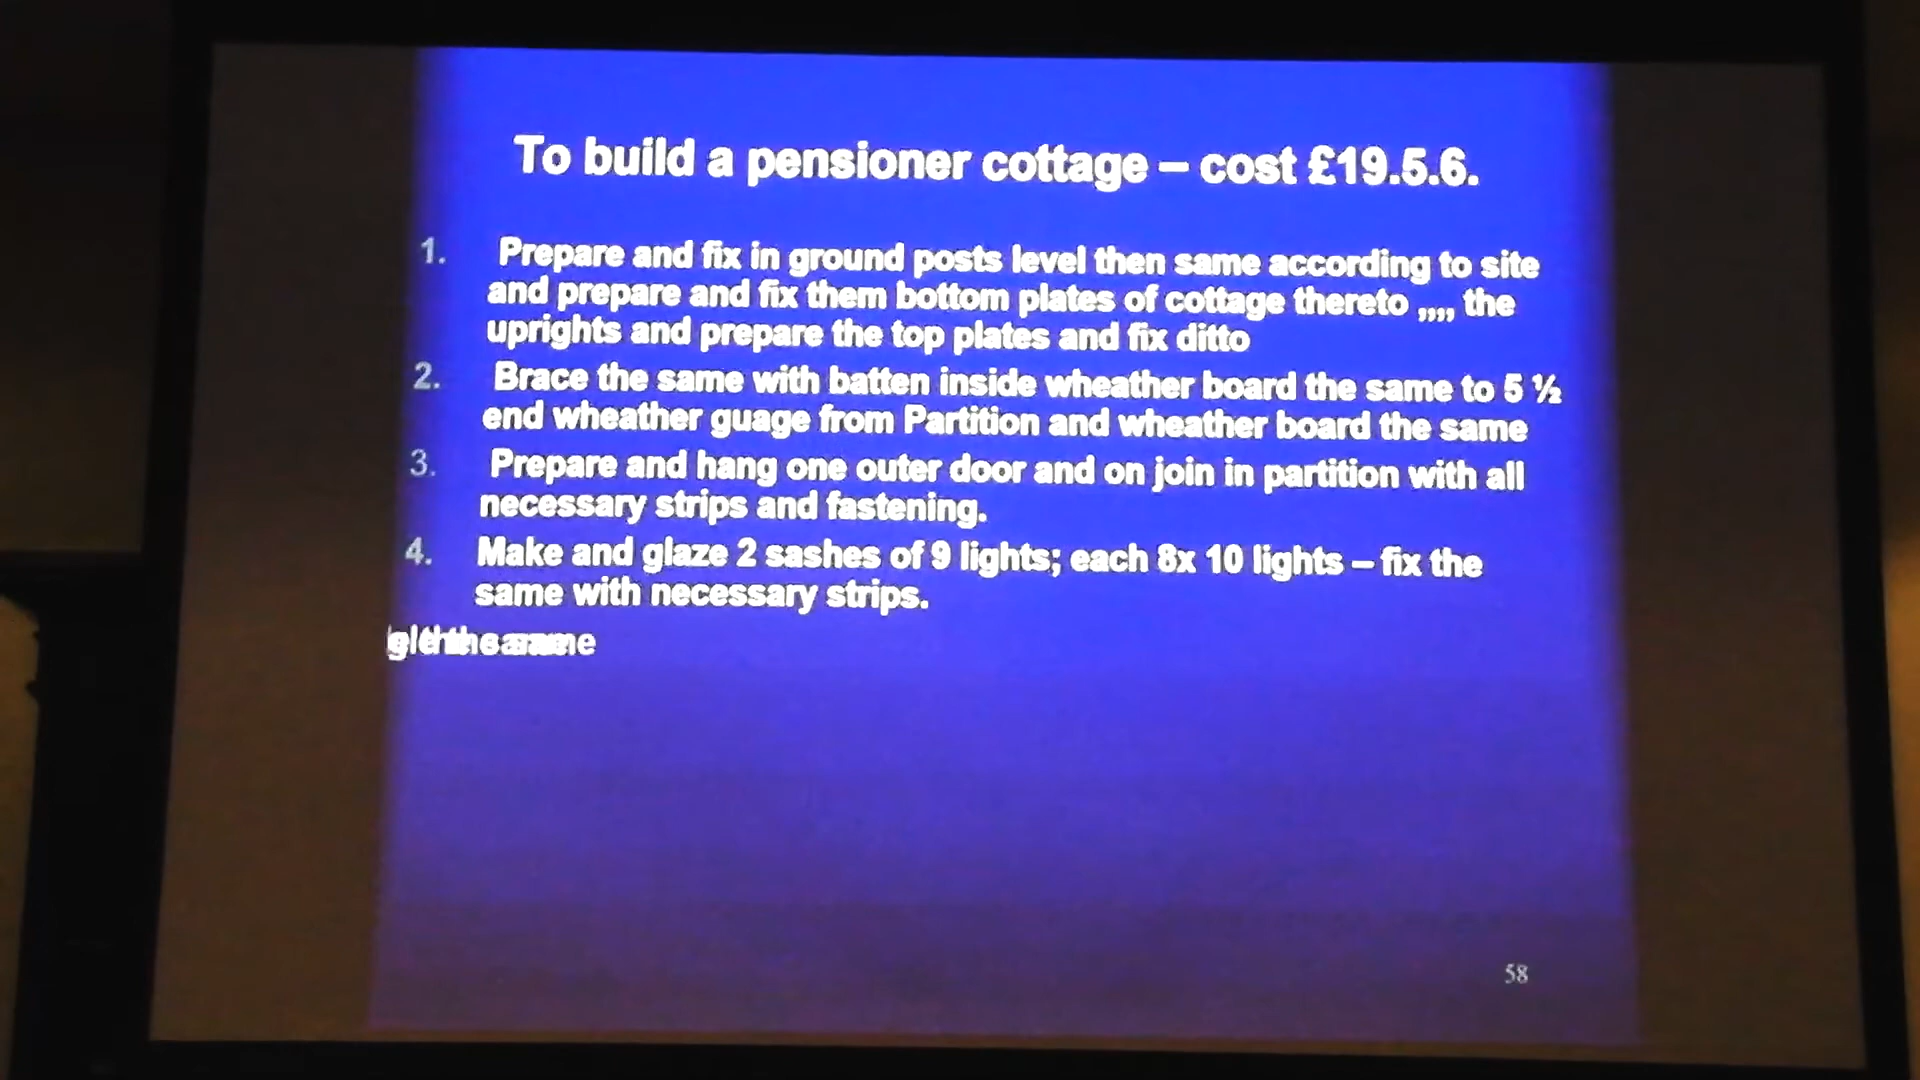 To build a pensioner cottage – cost £19.5.6.
1. Prepare and fix in ground posts level then same according to site
and prepare and fix them bottom plates of cottage thereto ,,,, the
uprights and prepare the top plates and fix ditto
2. Brace the same with batten inside wheather board the same to 5 ½
end wheather guage from Partition and wheather board the same
3. Prepare and hang one outer door and on join in partition with all
necessary strips and fastening.
4. Make and glaze 2 sashes of 9 lights; each 8x 10 lights – fix the
same with necessary strips.
58